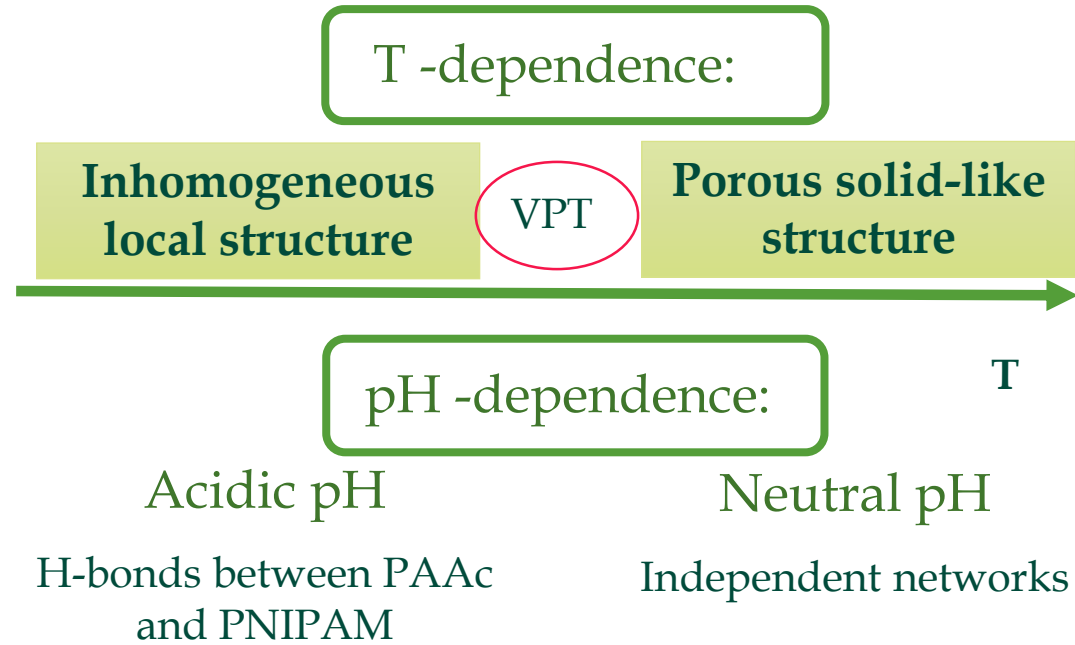 T -dependence:
Inhomogeneous
local structure
VPT
Porous solid-like
structure
T
pH -dependence:
Acidic pH
H-bonds between PAAc
and PNIPAM
Neutral pH
Independent networks